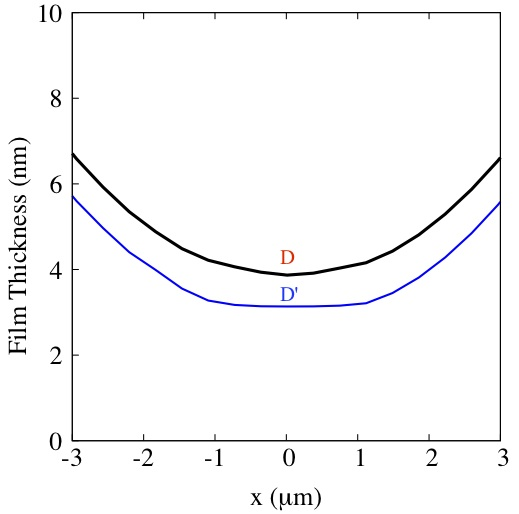 10
8
6
4
2
0
Film Thickness (nm)
D
D'
-3 -2 -1 0 1 2 3
x (μm)